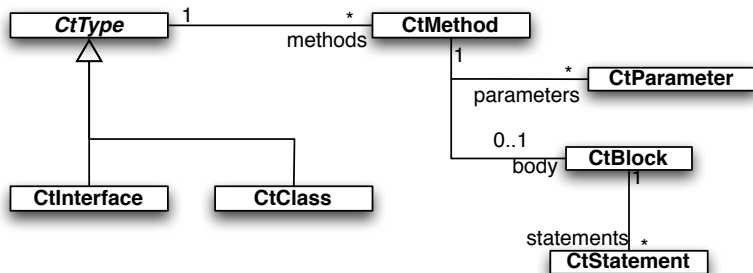 CtType
1
*
methods
CtMethod
1
*
parameters
CtParameter
0..1
body
CtBlock
1
CtInterface
CtClass
statements
*
CtStatement